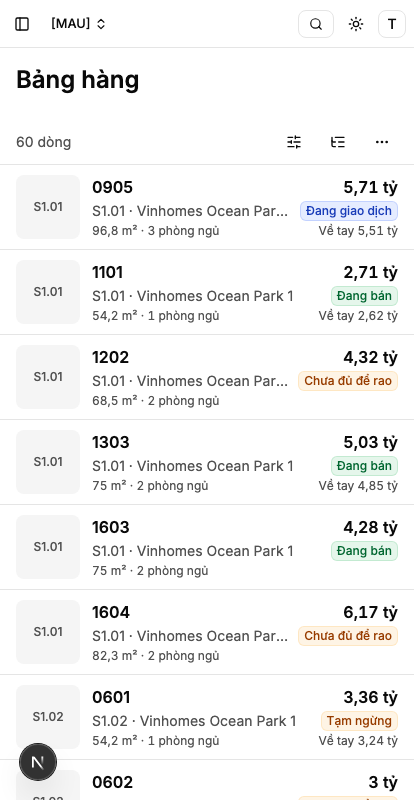 [MAU]
T
Bảng hàng
60 dòng
S1.01
0905
5,71 tỷ
S1.01 · Vinhomes Ocean Par...
Đang giao dịch
96,8 m² · 3 phòng ngủ
Về tay 5,51 tỷ
S1.01
1101
2,71 tỷ
S1.01 · Vinhomes Ocean Park 1
Đang bán
54,2 m² · 1 phòng ngủ
Về tay 2,62 tỷ
S1.01
1202
4,32 tỷ
S1.01 · Vinhomes Ocean Par...
Chưa đủ để rao
68,5 m² · 2 phòng ngủ
S1.01
1303
5,03 tỷ
S1.01 · Vinhomes Ocean Park 1
Đang bán
75 m² · 2 phòng ngủ
Về tay 4,85 tỷ
S1.01
1603
4,28 tỷ
S1.01 · Vinhomes Ocean Park 1
Đang bán
75 m² · 2 phòng ngủ
S1.01
1604
6,17 tỷ
S1.01 · Vinhomes Ocean Par...
Chưa đủ để rao
82,3 m² · 2 phòng ngủ
S1.02
0601
3,36 tỷ
S1.02 · Vinhomes Ocean Park 1
Tạm ngừng
54,2 m² · 1 phòng ngủ
Về tay 3,24 tỷ
N
0602
3 tỷ